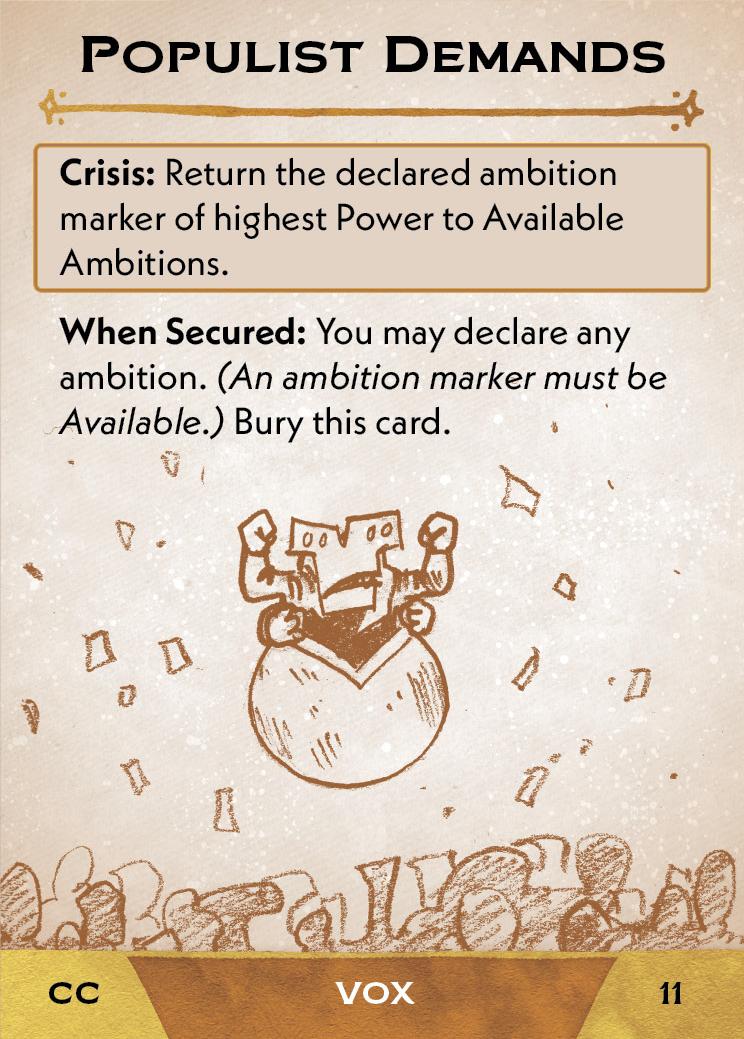 Populist Demands
Crisis: Return the declared ambition
marker of highest Power to Available
Ambitions.
When Secured: You may declare any
ambition. (An ambition marker must be
Available.) Bury this card.
CC
VOX
11